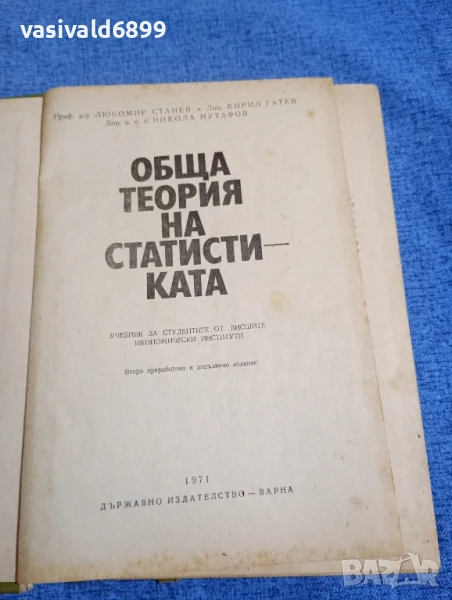 vasivald6899
Проф. д-р ЛЮБОМИР СТАНЕВ, Доц. КИРИЛ ГАТЕВ
Доц. к. и. н. НИКОЛА МУТАФОВ
ОБЩА
ТЕОРИЯ
НА
СТАТИСТИ—
КАТА
УЧЕБНИК ЗА СТУДЕНТИТЕ ОТ ВИСШИТЕ
ИКОНОМИЧЕСКИ ИНСТИТУТИ
Второ преработено и допълнено издание
1971
ДЪРЖАВНО ИЗДАТЕЛСТВО — ВАРНА
BAZAR